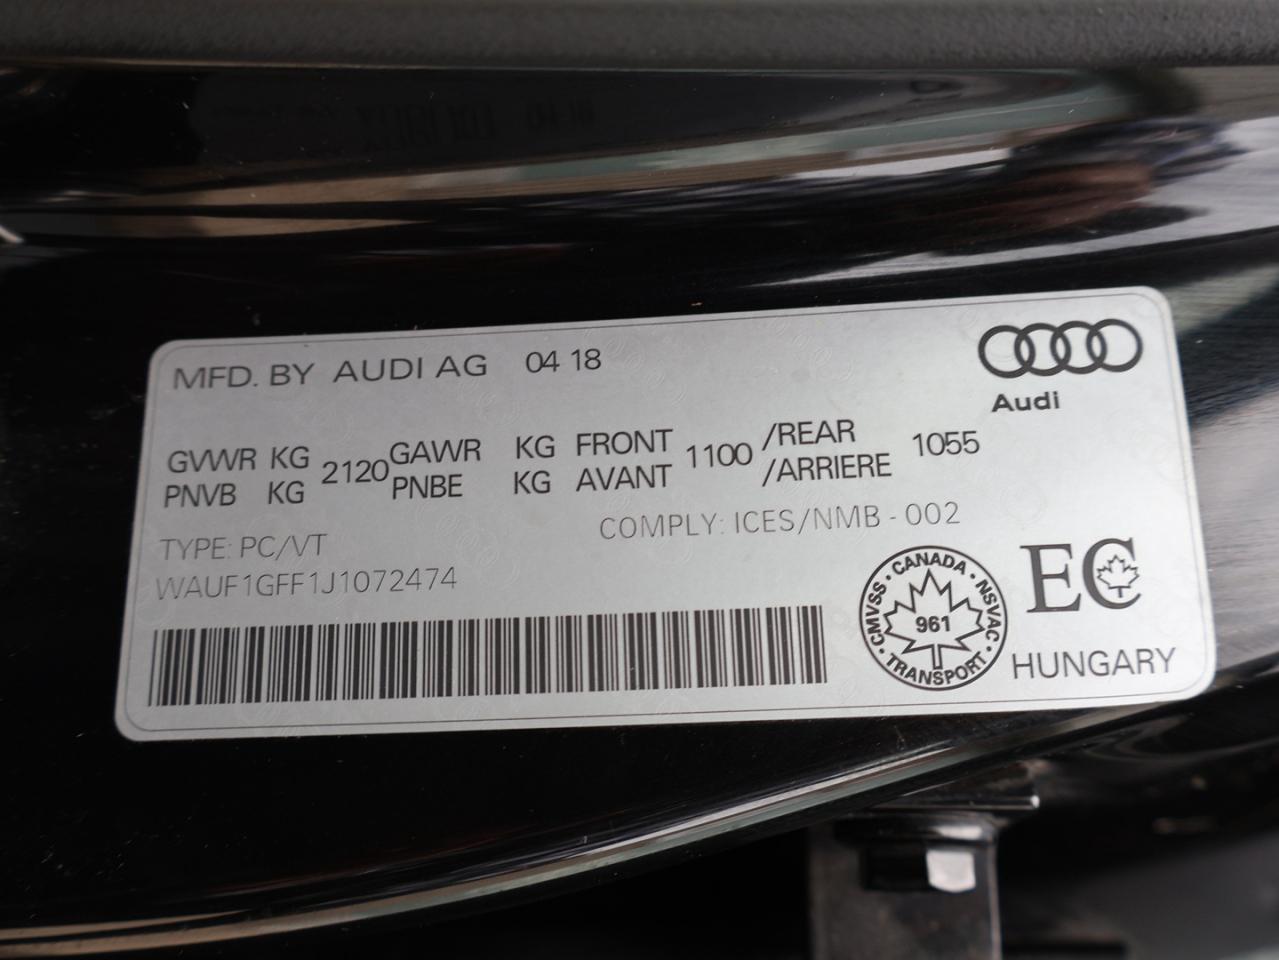 MFD. BY AUDI AG 04 18
Audi
GVWR KG 2120 GAWR KG FRONT 1100 /REAR 1055
PNVB KG PNBE KG AVANT /ARRIERE
TYPE: PC/VT
COMPLY: ICES/NMB - 002
WAUF1GFF1J1072474
CANADA · NSVAC · TRANSPORT · CMVSS ·
961
EC
HUNGARY